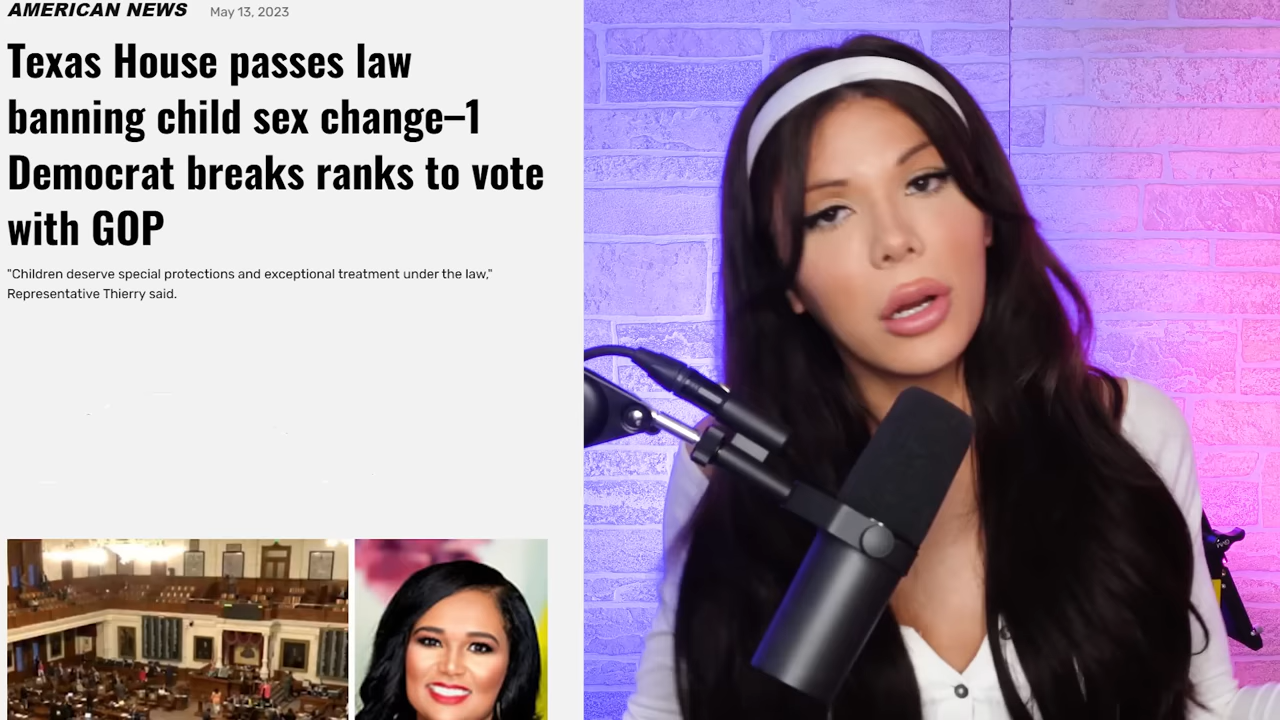 AMERICAN NEWS May 13, 2023
Texas House passes law
banning child sex change–1
Democrat breaks ranks to vote
with GOP
"Children deserve special protections and exceptional treatment under the law,"
Representative Thierry said.